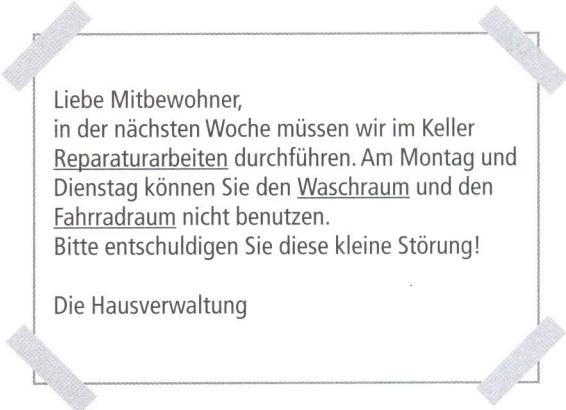 Liebe Mitbewohner,
in der nächsten Woche müssen wir im Keller
Reparaturarbeiten durchführen. Am Montag und
Dienstag können Sie den Waschraum und den
Fahrradraum nicht benutzen.
Bitte entschuldigen Sie diese kleine Störung!
Die Hausverwaltung